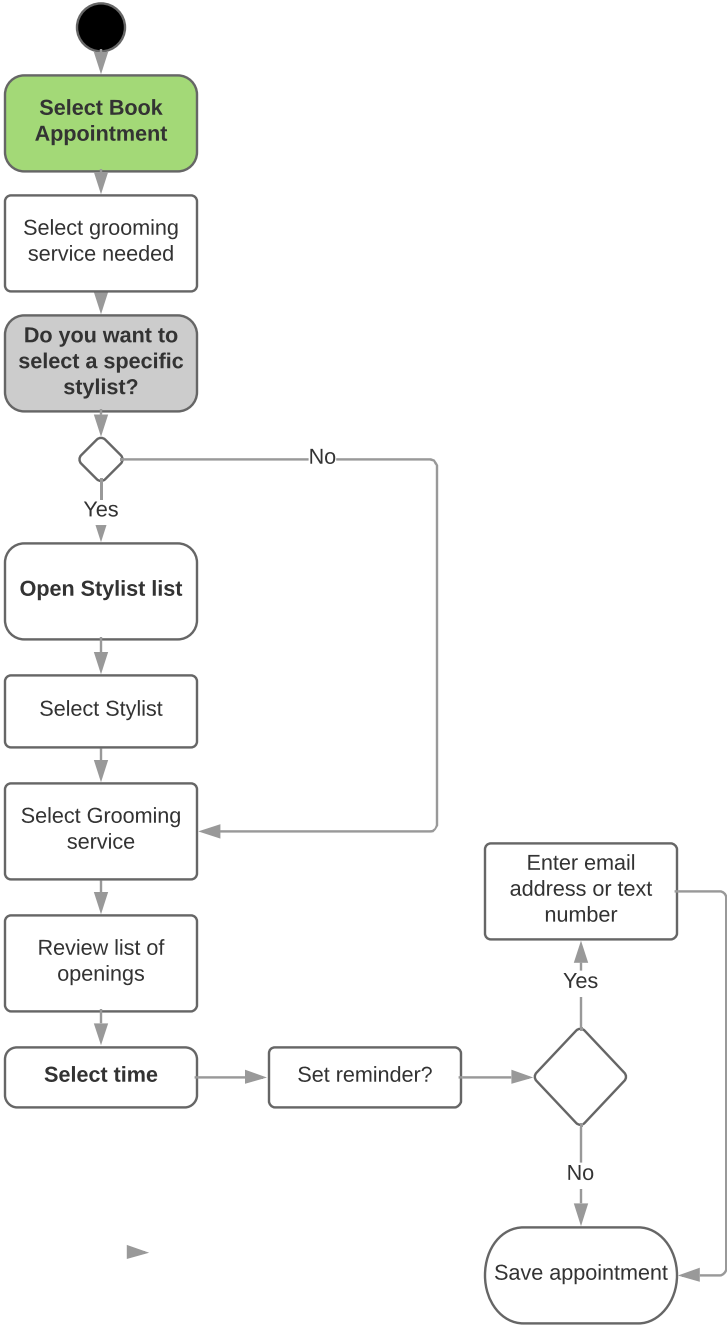 Select Book
Appointment
Select grooming
service needed
Do you want to
select a specific
stylist?
No
Yes
Open Stylist list
Select Stylist
Select Grooming
service
Review list of
openings
Select time
Set reminder?
Enter email
address or text
number
Yes
No
Save appointment